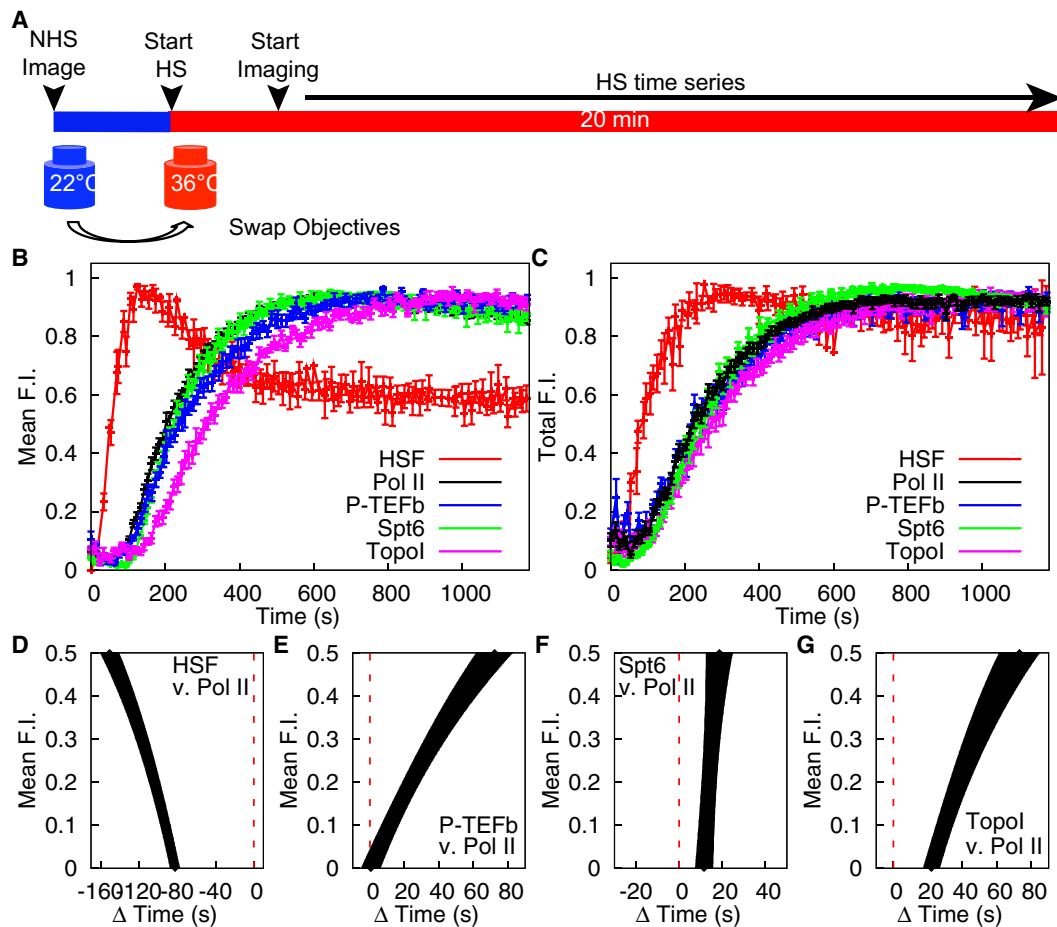 A
NHS Image
Start HS
Start Imaging
HS time series
20 min
22°C
36°C
Swap Objectives
B
Mean F.I.
1
0.8
0.6
0.4
0.2
0
0 200 400 600 800 1000
Time (s)
HSF
Pol II
P-TEFb
Spt6
TopoI
C
Total F.I.
1
0.8
0.6
0.4
0.2
0
0 200 400 600 800 1000
Time (s)
HSF
Pol II
P-TEFb
Spt6
TopoI
D
HSF
v. Pol II
Mean F.I.
0.5
0.4
0.3
0.2
0.1
0
-160 -120 -80 -40 0
Δ Time (s)
E
P-TEFb
v. Pol II
Mean F.I.
0.5
0.4
0.3
0.2
0.1
0
0 20 40 60 80
Δ Time (s)
F
Spt6
v. Pol II
Mean F.I.
0.5
0.4
0.3
0.2
0.1
0
-20 0 20 40
Δ Time (s)
G
TopoI
v. Pol II
Mean F.I.
0.5
0.4
0.3
0.2
0.1
0
0 20 40 60 80
Δ Time (s)